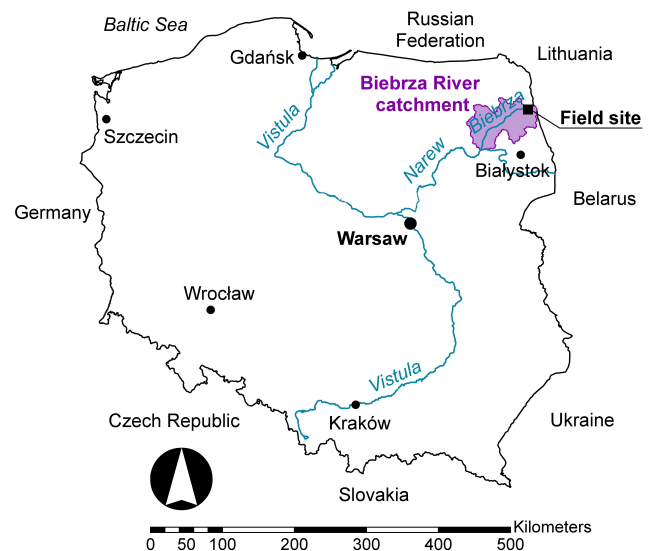 Baltic Sea
Russian
Federation
Lithuania
Gdańsk
Biebrza River
catchment
Biebrza
Field site
Szczecin
Vistula
Narew
Białystok
Germany
Belarus
Warsaw
Wrocław
Vistula
Czech Republic
Kraków
Ukraine
Slovakia
Kilometers
0 50 100 200 300 400 500